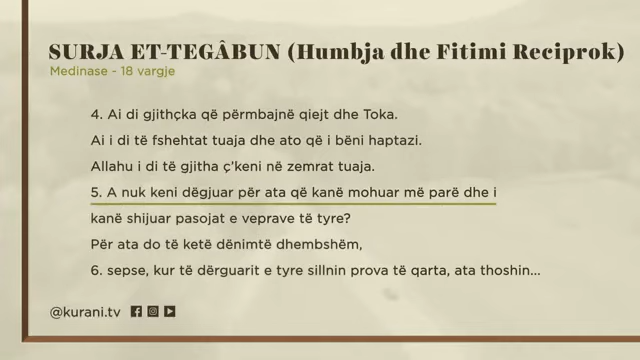 SURJA ET-TEGÂBUN (Humbja dhe Fitimi Reciprok)
Medinase - 18 vargje
4. Ai di gjithçka që përmbajnë qiejt dhe Toka.
Ai i di të fshehtat tuaja dhe ato që i bëni haptazi.
Allahu i di të gjitha ç’keni në zemrat tuaja.
5. A nuk keni dëgjuar për ata që kanë mohuar më parë dhe i
kanë shijuar pasojat e veprave të tyre?
Për ata do të ketë dënimtë dhembshëm,
6. sepse, kur të dërguarit e tyre sillnin prova të qarta, ata thoshin...
@kurani.tv